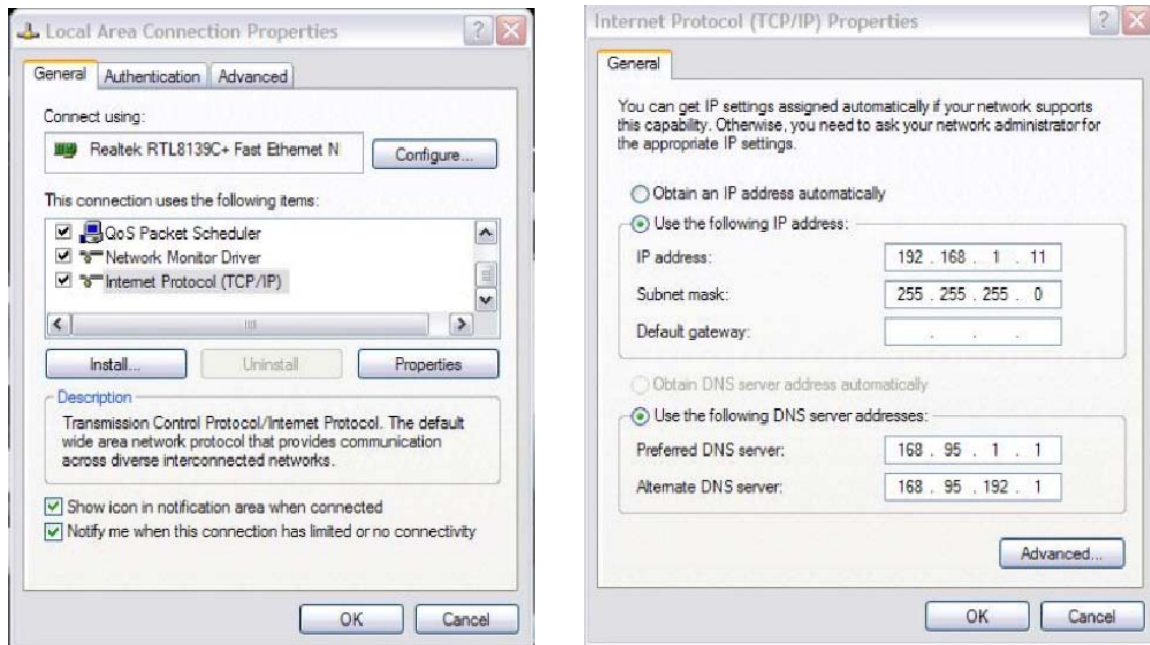 Local Area Connection Properties
General
Authentication
Advanced
Connect using:
Realtek RTL8139C+ Fast Ethernet N
Configure...
This connection uses the following items:
QoS Packet Scheduler
Network Monitor Driver
Internet Protocol (TCP/IP)
Install...
Uninstall
Properties
Description
Transmission Control Protocol/Internet Protocol. The default
wide area network protocol that provides communication
across diverse interconnected networks.
Show icon in notification area when connected
Notify me when this connection has limited or no connectivity
OK
Cancel
Internet Protocol (TCP/IP) Properties
General
You can get IP settings assigned automatically if your network supports
this capability. Otherwise, you need to ask your network administrator for
the appropriate IP settings.
Obtain an IP address automatically
Use the following IP address:
IP address:
192 . 168 . 1 . 11
Subnet mask:
255 . 255 . 255 . 0
Default gateway:
. . .
Obtain DNS server address automatically
Use the following DNS server addresses:
Preferred DNS server:
168 . 95 . 1 . 1
Alternate DNS server:
168 . 95 . 192 . 1
Advanced...
OK
Cancel